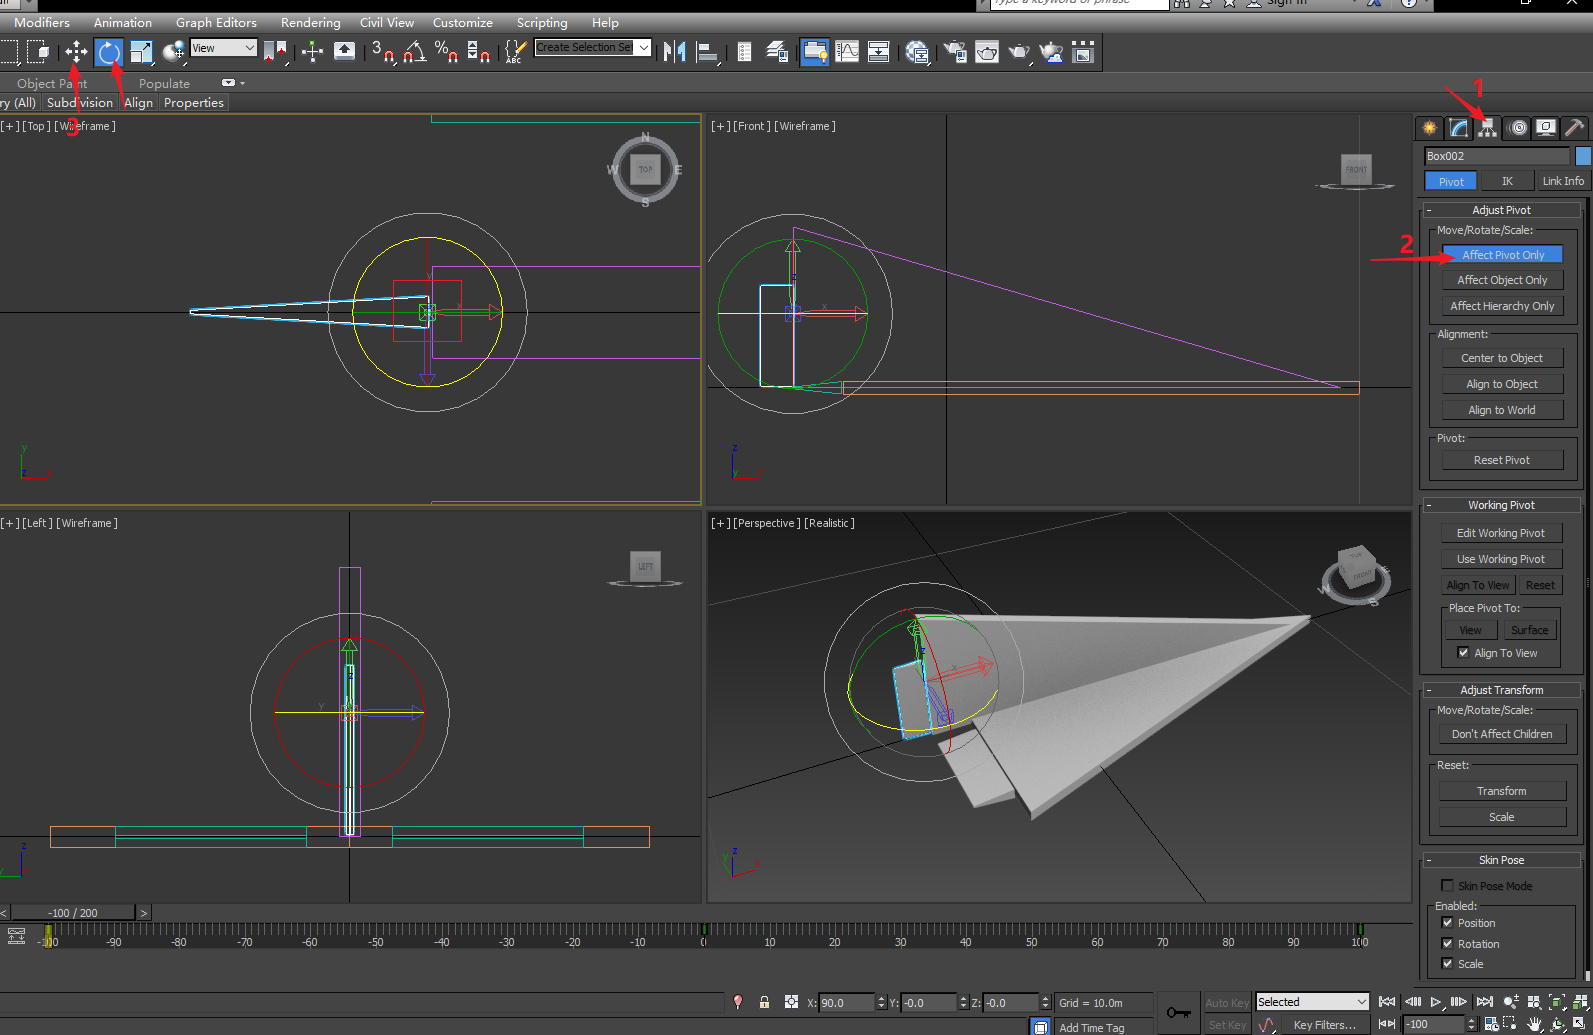 Type a keyword or phrase
Sign In
Modifiers Animation Graph Editors Rendering Civil View Customize Scripting Help
View
3
%
ABC
Create Selection Se
Object Paint Populate
ry (All) Subdivision Align Properties
3
1
[+] [Top] [Wireframe]
N
W TOP E
S
y
x
y
z
x
[+] [Front] [Wireframe]
FRONT
z
x
z
y
x
Box002
Pivot IK Link Info
- Adjust Pivot
Move/Rotate/Scale:
2
Affect Pivot Only
Affect Object Only
Affect Hierarchy Only
Alignment:
Center to Object
Align to Object
Align to World
Pivot:
Reset Pivot
- Working Pivot
Edit Working Pivot
Use Working Pivot
Align To View Reset
Place Pivot To:
View Surface
Align To View
- Adjust Transform
Move/Rotate/Scale:
Don't Affect Children
Reset:
Transform
Scale
- Skin Pose
Skin Pose Mode
Enabled:
Position
Rotation
Scale
[+] [Left] [Wireframe]
LEFT
z
y
z
y
[+] [Perspective] [Realistic]
FRONT
W
S
E
z
x
z
y
x
< -100 / 200 >
-100 -90 -80 -70 -60 -50 -40 -30 -20 -10 0 10 20 30 40 50 60 70 80 90 100
X: 90.0 Y: -0.0 Z: -0.0 Grid = 10.0m Auto Key Selected
Add Time Tag Set Key Key Filters... -100